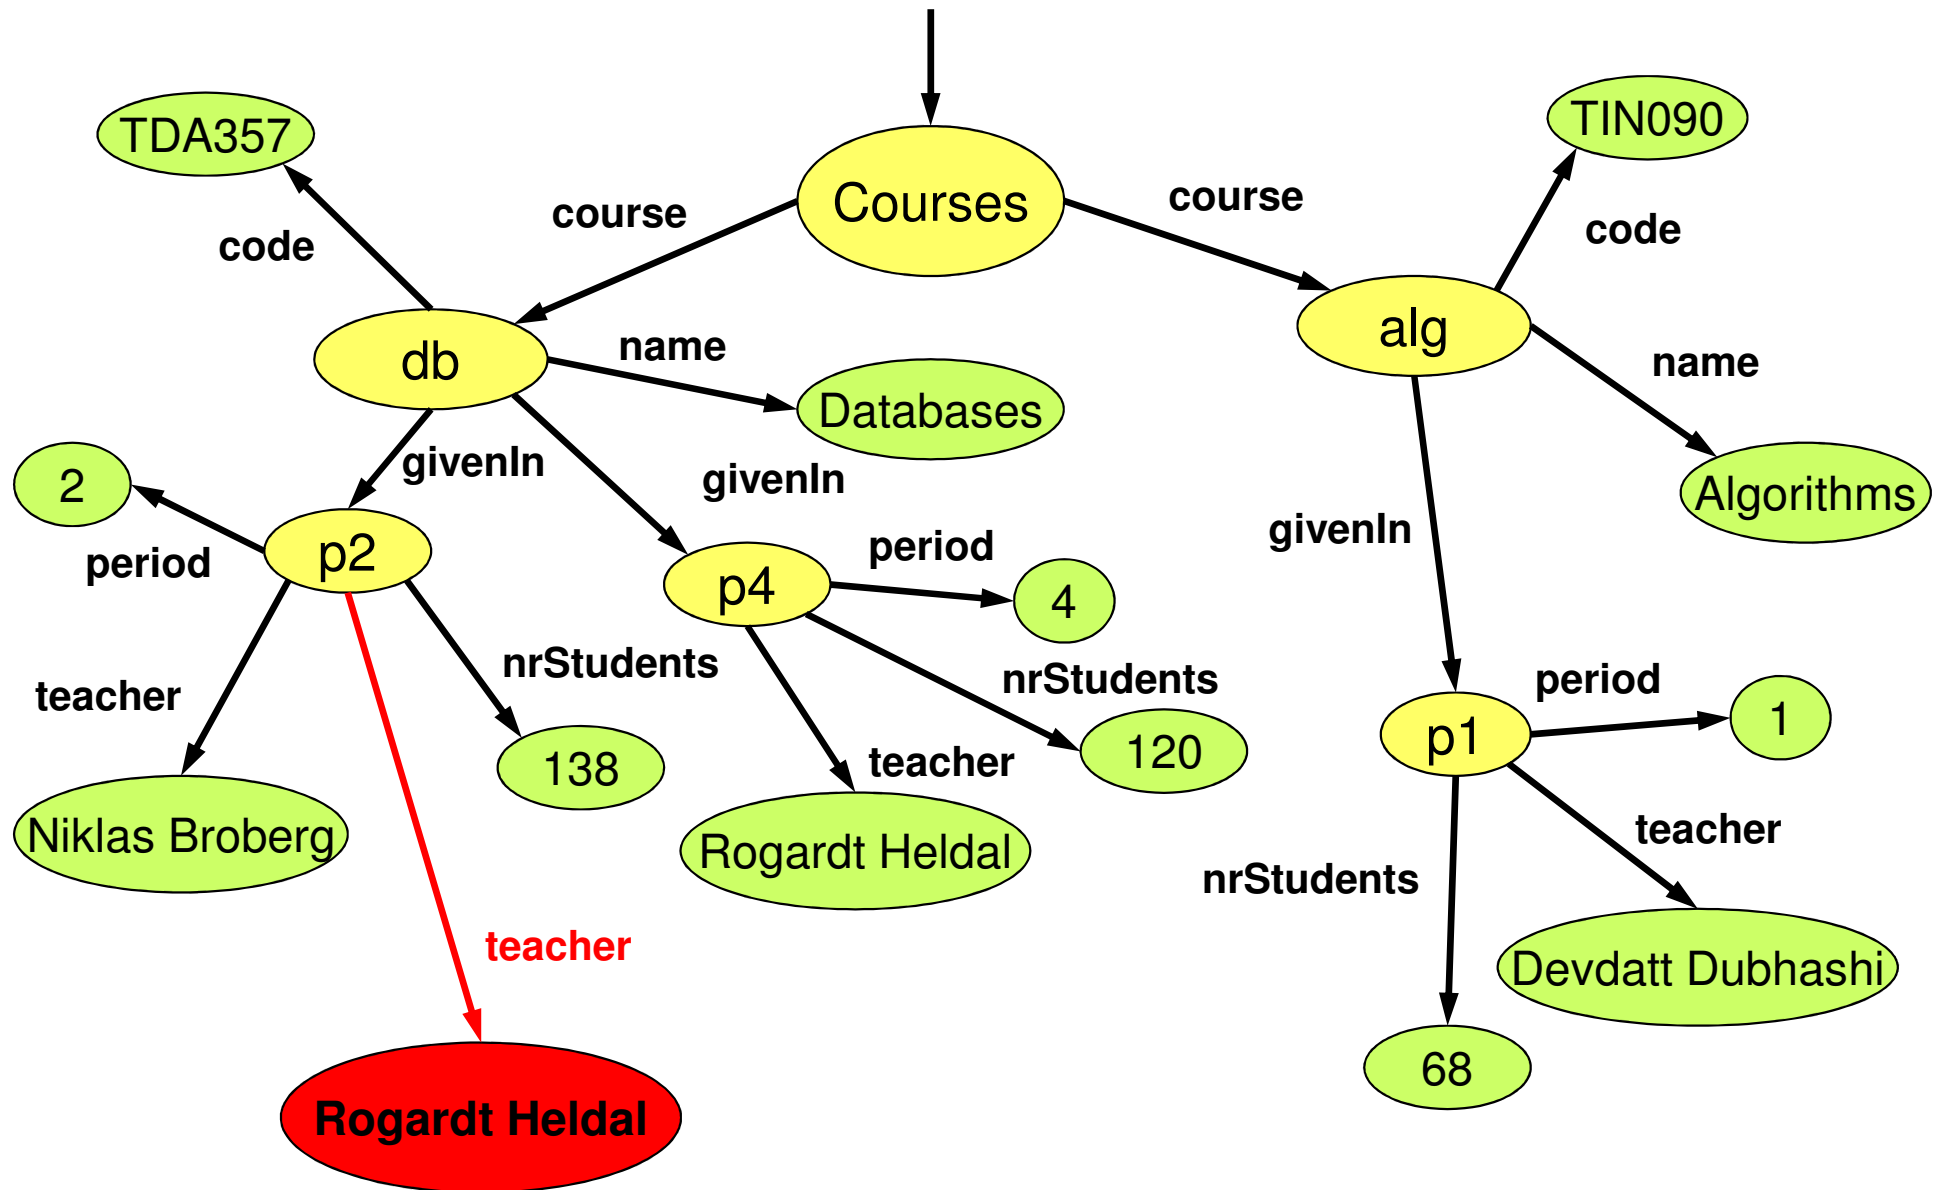 TDA357
TIN090
Courses
course
course
code
code
db
name
alg
name
Databases
givenIn
givenIn
2
Algorithms
givenIn
period
p2
p4
period
4
nrStudents
nrStudents
period
teacher
1
p1
138
teacher
120
Niklas Broberg
Rogardt Heldal
teacher
nrStudents
teacher
Devdatt Dubhashi
68
Rogardt Heldal